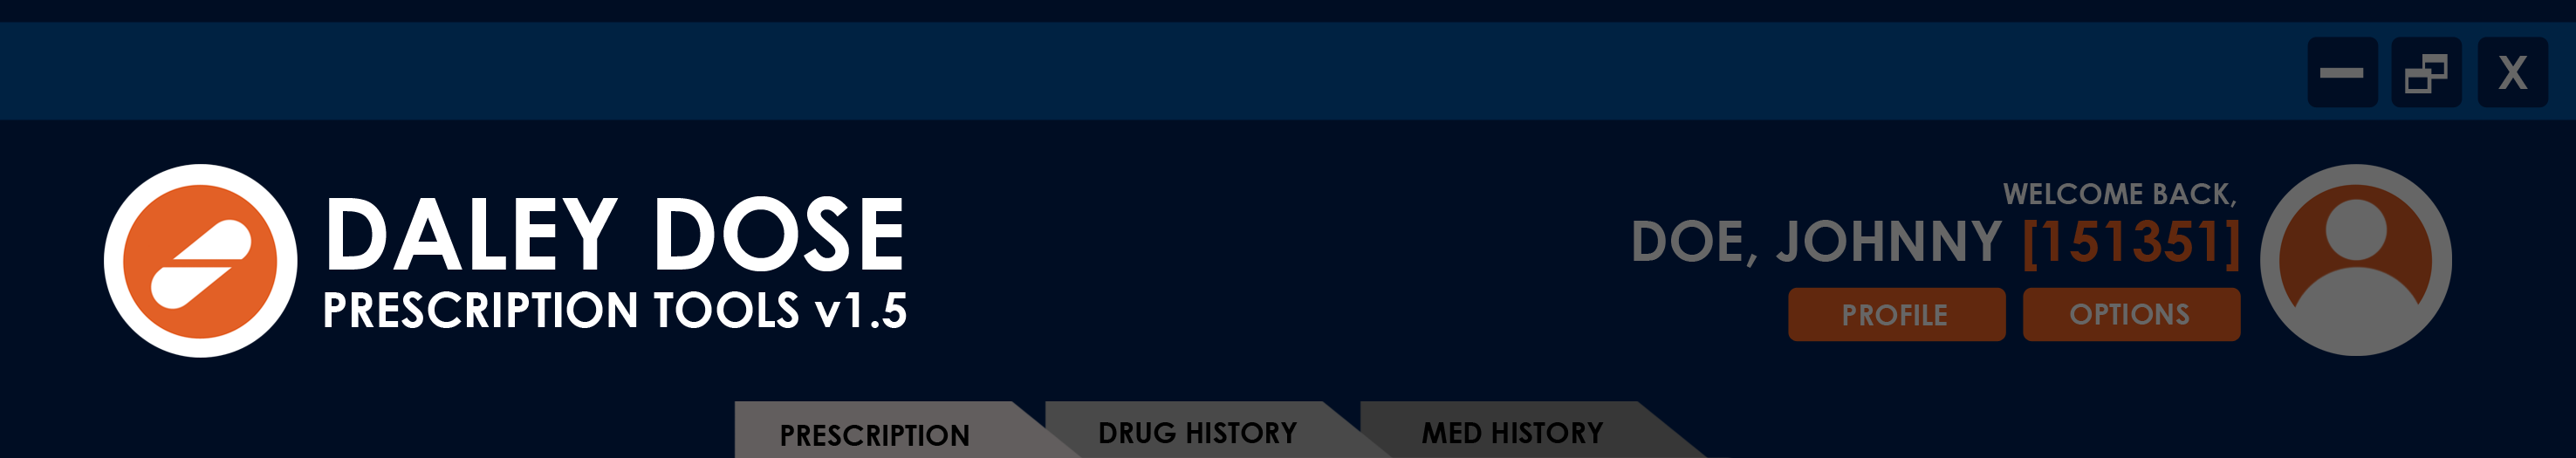 X
DALEY DOSE
PRESCRIPTION TOOLS v1.5
WELCOME BACK,
DOE, JOHNNY [151351]
PROFILE
OPTIONS
PRESCRIPTION
DRUG HISTORY
MED HISTORY